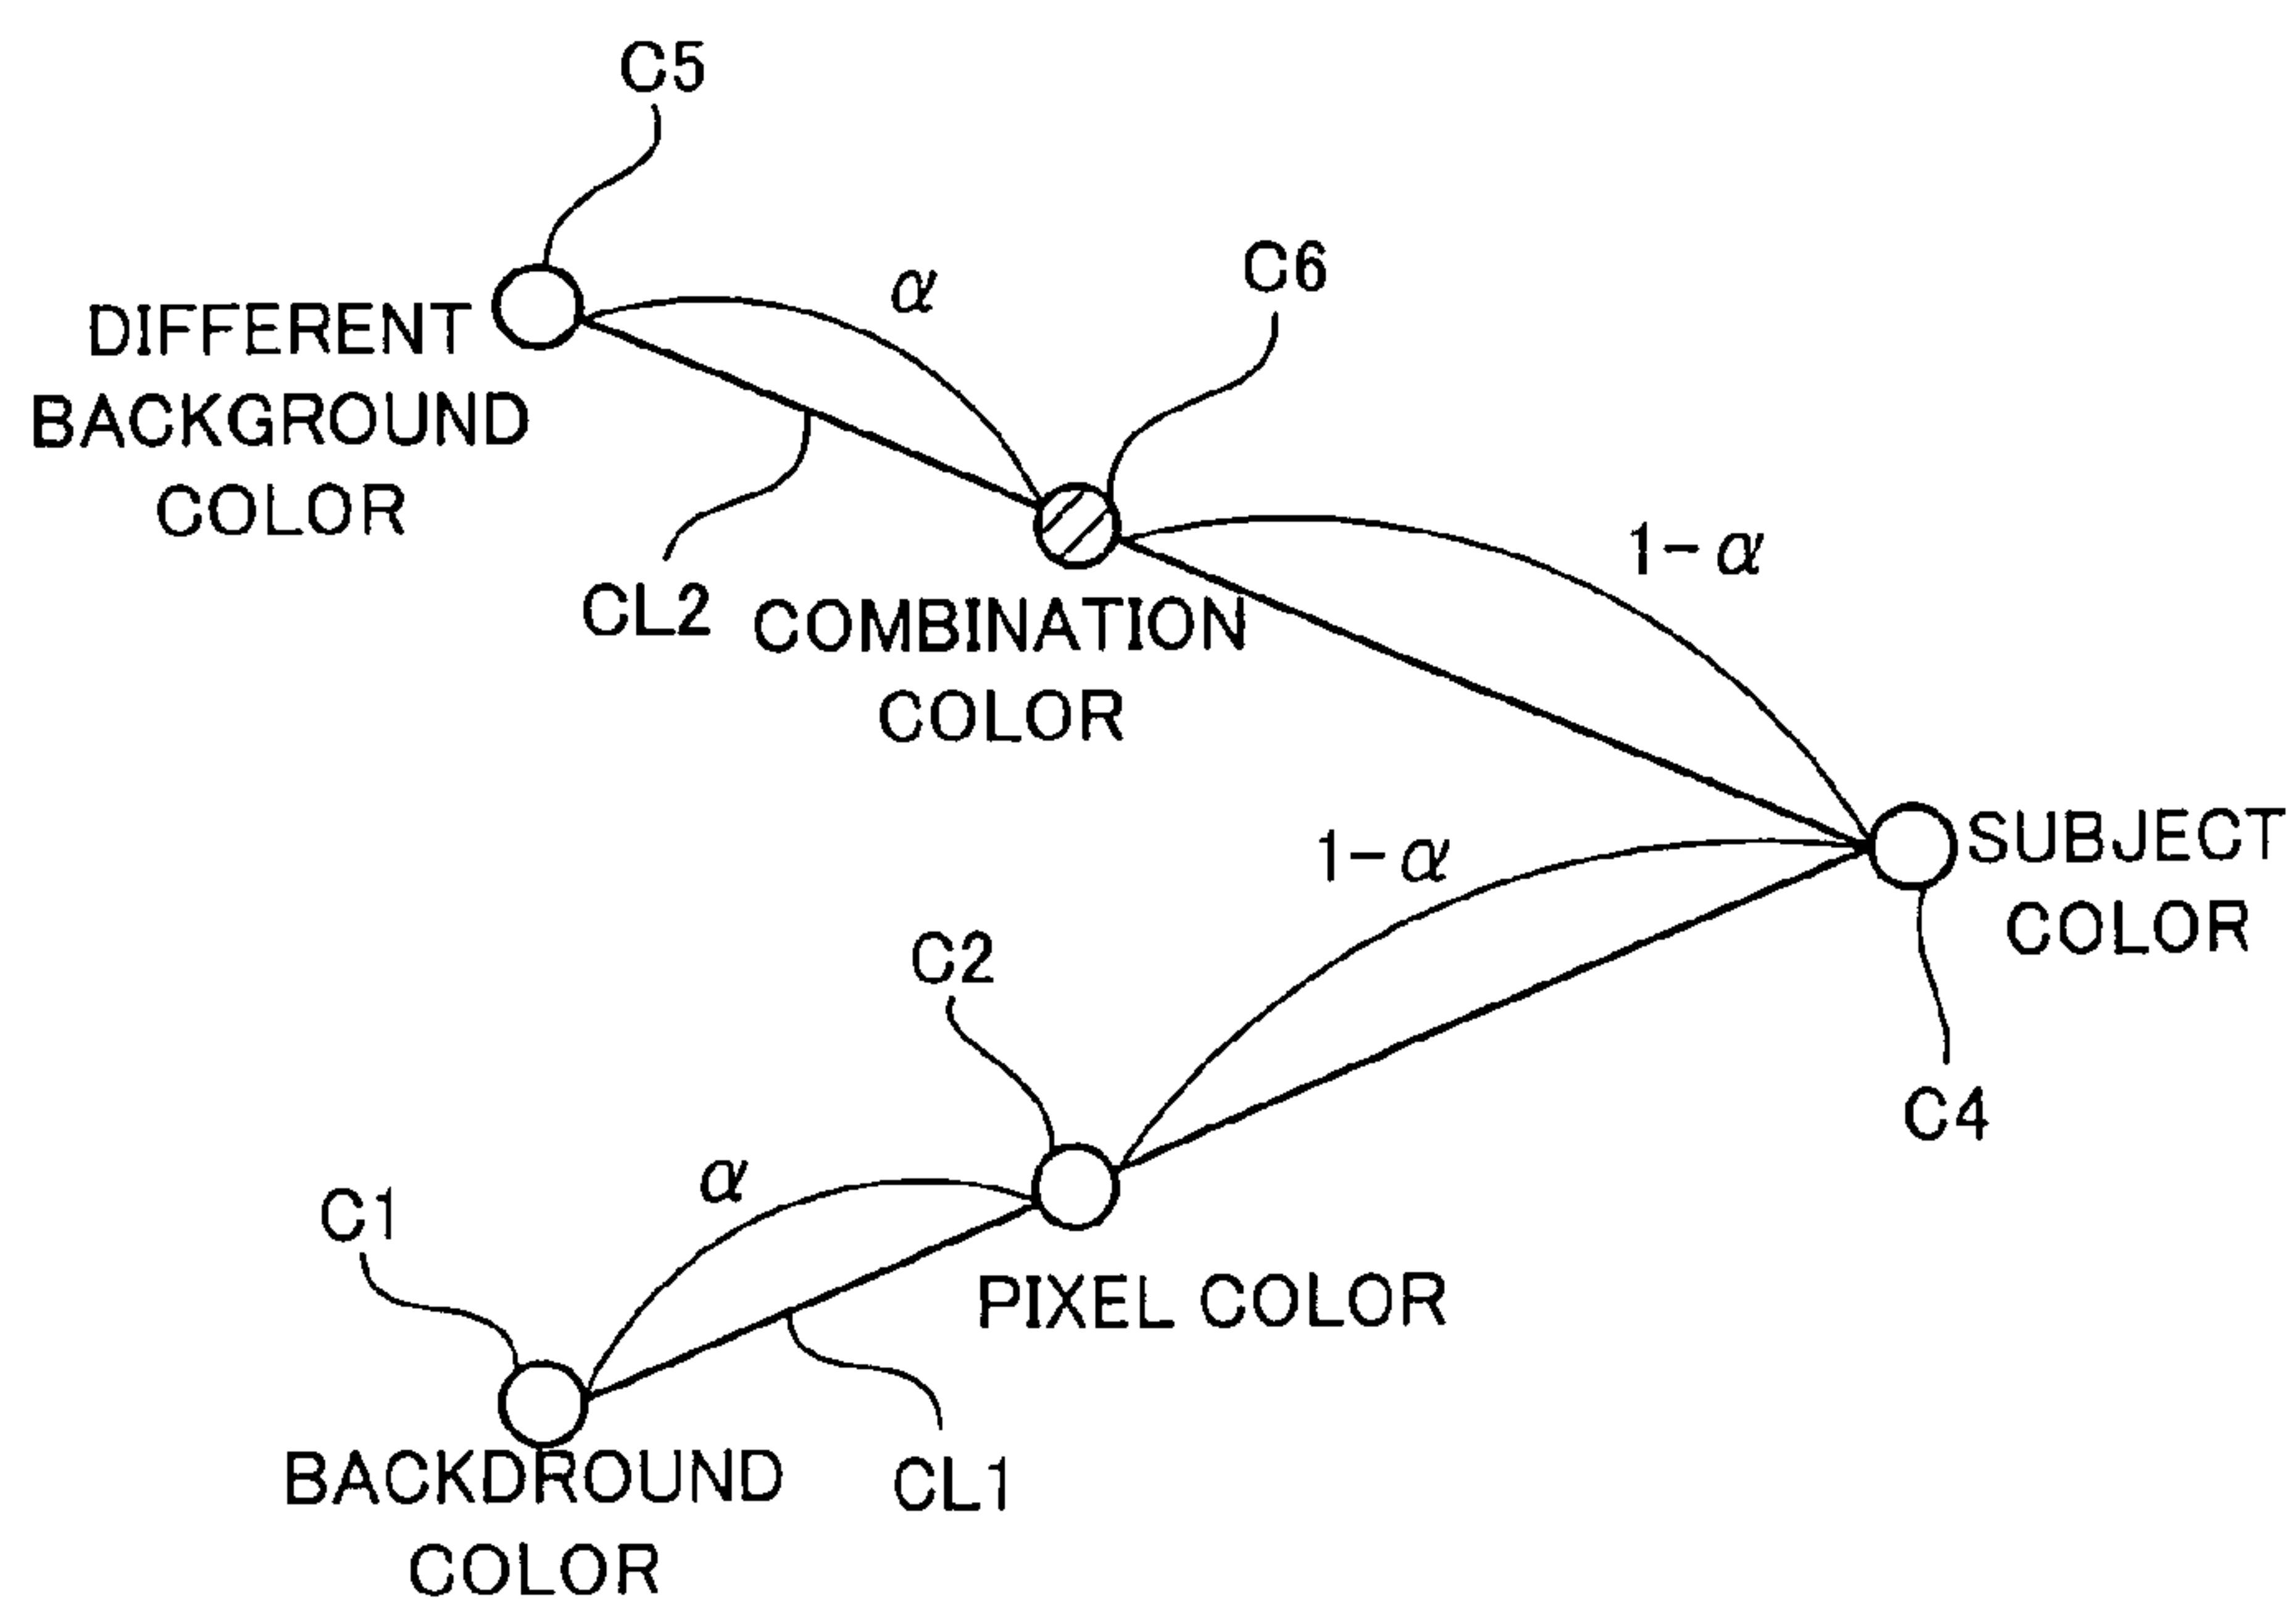 C5
α
C6
DIFFERENT
BACKGROUND
COLOR
1-α
CL2
COMBINATION
COLOR
SUBJECT
COLOR
1-α
C2
C4
α
C1
PIXEL COLOR
BACKDROUND
COLOR
CL1